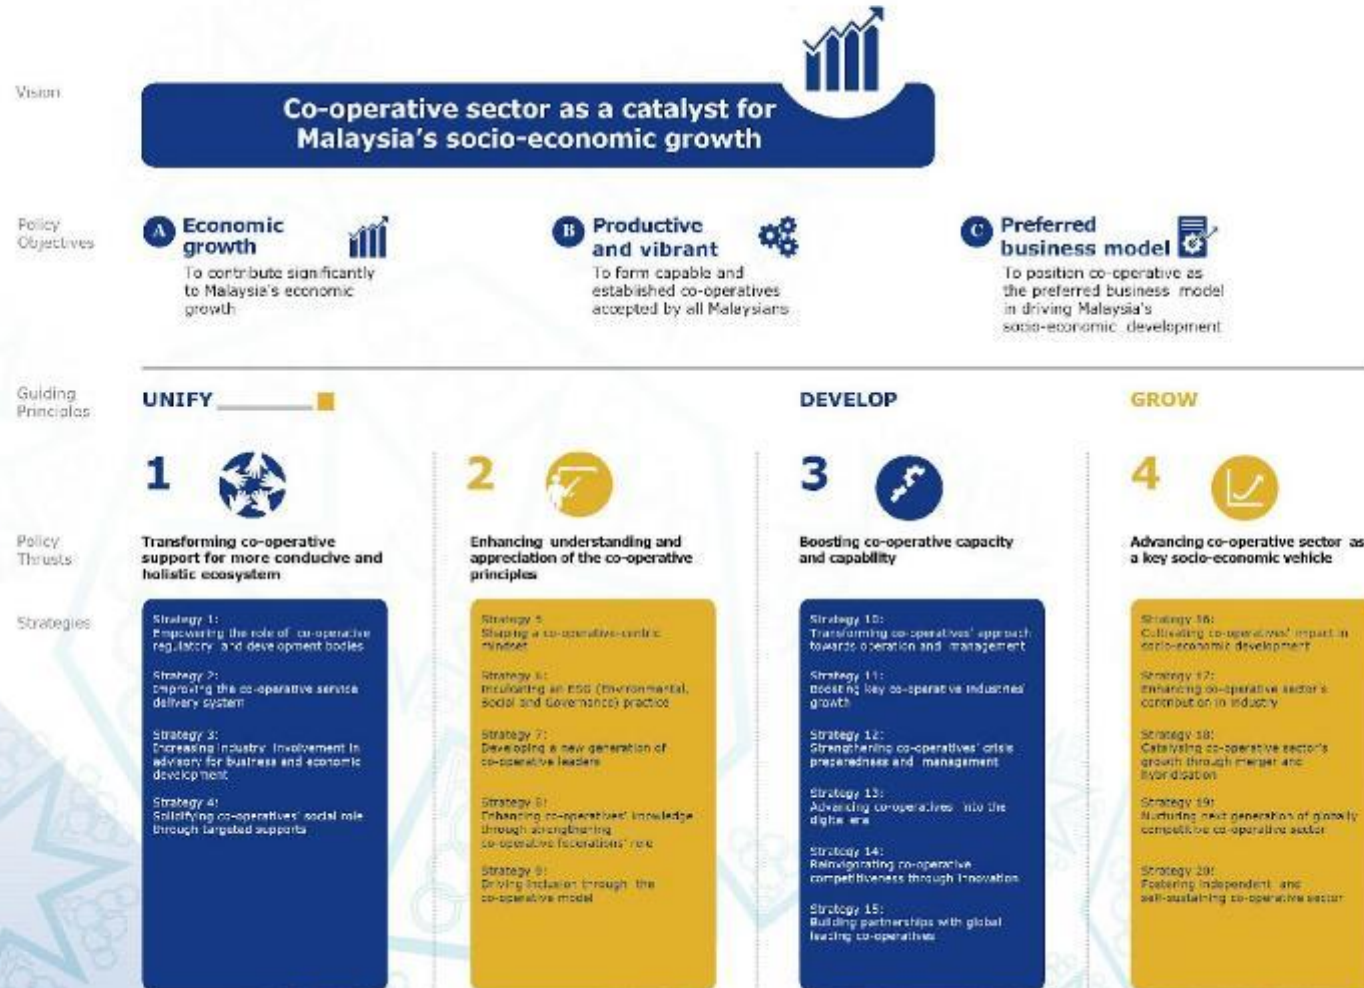 Vision
Co-operative sector as a catalyst for
Malaysia's socio-economic growth
Policy
Objectives
A
Economic
growth
To contribute significantly
to Malaysia's economic
growth
B
Productive
and vibrant
To form capable and
established co-operatives
accepted by all Malaysians
C
Preferred
business model
To position co-operative as
the preferred business model
in driving Malaysia's
socio-economic development
Guiding
Principles
UNIFY
DEVELOP
GROW
Policy
Thrusts
1
Transforming co-operative
support for more conducive and
holistic ecosystem
2
Enhancing understanding and
appreciation of the co-operative
principles
3
Boosting co-operative capacity
and capability
4
Advancing co-operative sector as
a key socio-economic vehicle
Strategies
Strategy 1:
Empowering the role of co-operative
regulatory and development bodies
Strategy 2:
Improving the co-operative service
delivery system
Strategy 3:
Increasing industry involvement in
advisory for business and economic
development
Strategy 4:
Solidifying co-operatives' social role
through targeted supports
Strategy 5
Shaping a co-operative-centric
mindset
Strategy 6:
Inculcating an ESG (Environmental,
Social and Governance) practice
Strategy 7:
Developing a new generation of
co-operative leaders
Strategy 8:
Enhancing co-operatives' knowledge
through strengthening
co-operative federations' role
Strategy 9:
Driving inclusion through the
co-operative model
Strategy 10:
Transforming co-operatives' approach
towards operation and management
Strategy 11:
Boosting key co-operative industries'
growth
Strategy 12:
Strengthening co-operatives' crisis
preparedness and management
Strategy 13:
Advancing co-operatives into the
digital era
Strategy 14:
Reinvigorating co-operative
competitiveness through innovation
Strategy 15:
Building partnerships with global
leading co-operatives
Strategy 16:
Cultivating co-operatives' impact in
socio-economic development
Strategy 17:
Enhancing co-operative sector's
contribution in industry
Strategy 18:
Catalysing co-operative sector's
growth through merger and
hybridisation
Strategy 19:
Nurturing next generation of globally
competitive co-operative sector
Strategy 20:
Fostering independent and
self-sustaining co-operative sector